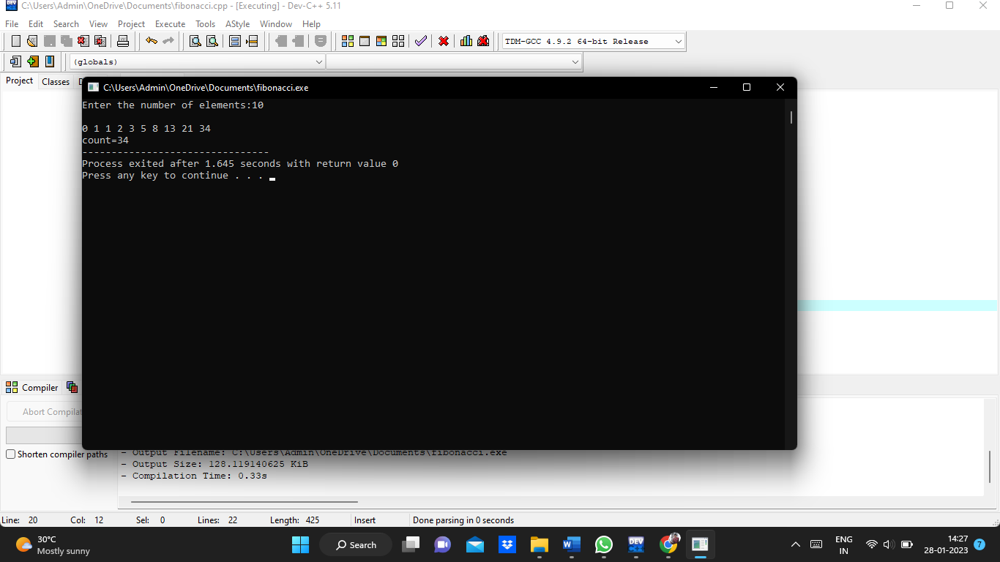 C:\Users\Admin\OneDrive\Documents\fibonacci.cpp - [Executing] - Dev-C++ 5.11
File Edit Search View Project Execute Tools AStyle Window Help
TDM-GCC 4.9.2 64-bit Release
(globals)
Project Classes
C:\Users\Admin\OneDrive\Documents\fibonacci.exe
Enter the number of elements:10
0 1 1 2 3 5 8 13 21 34
count=34
--------------------------------
Process exited after 1.645 seconds with return value 0
Press any key to continue . . .
Compiler
Abort Compilat
Shorten compiler paths
- Output Filename: C:\Users\Admin\OneDrive\Documents\fibonacci.exe
- Output Size: 128.119140625 KiB
- Compilation Time: 0.33s
Line: 20 Col: 12 Sel: 0 Lines: 22 Length: 425 Insert Done parsing in 0 seconds
30°C
Mostly sunny
Search
DEV C++
ENG
IN
14:27
28-01-2023
7